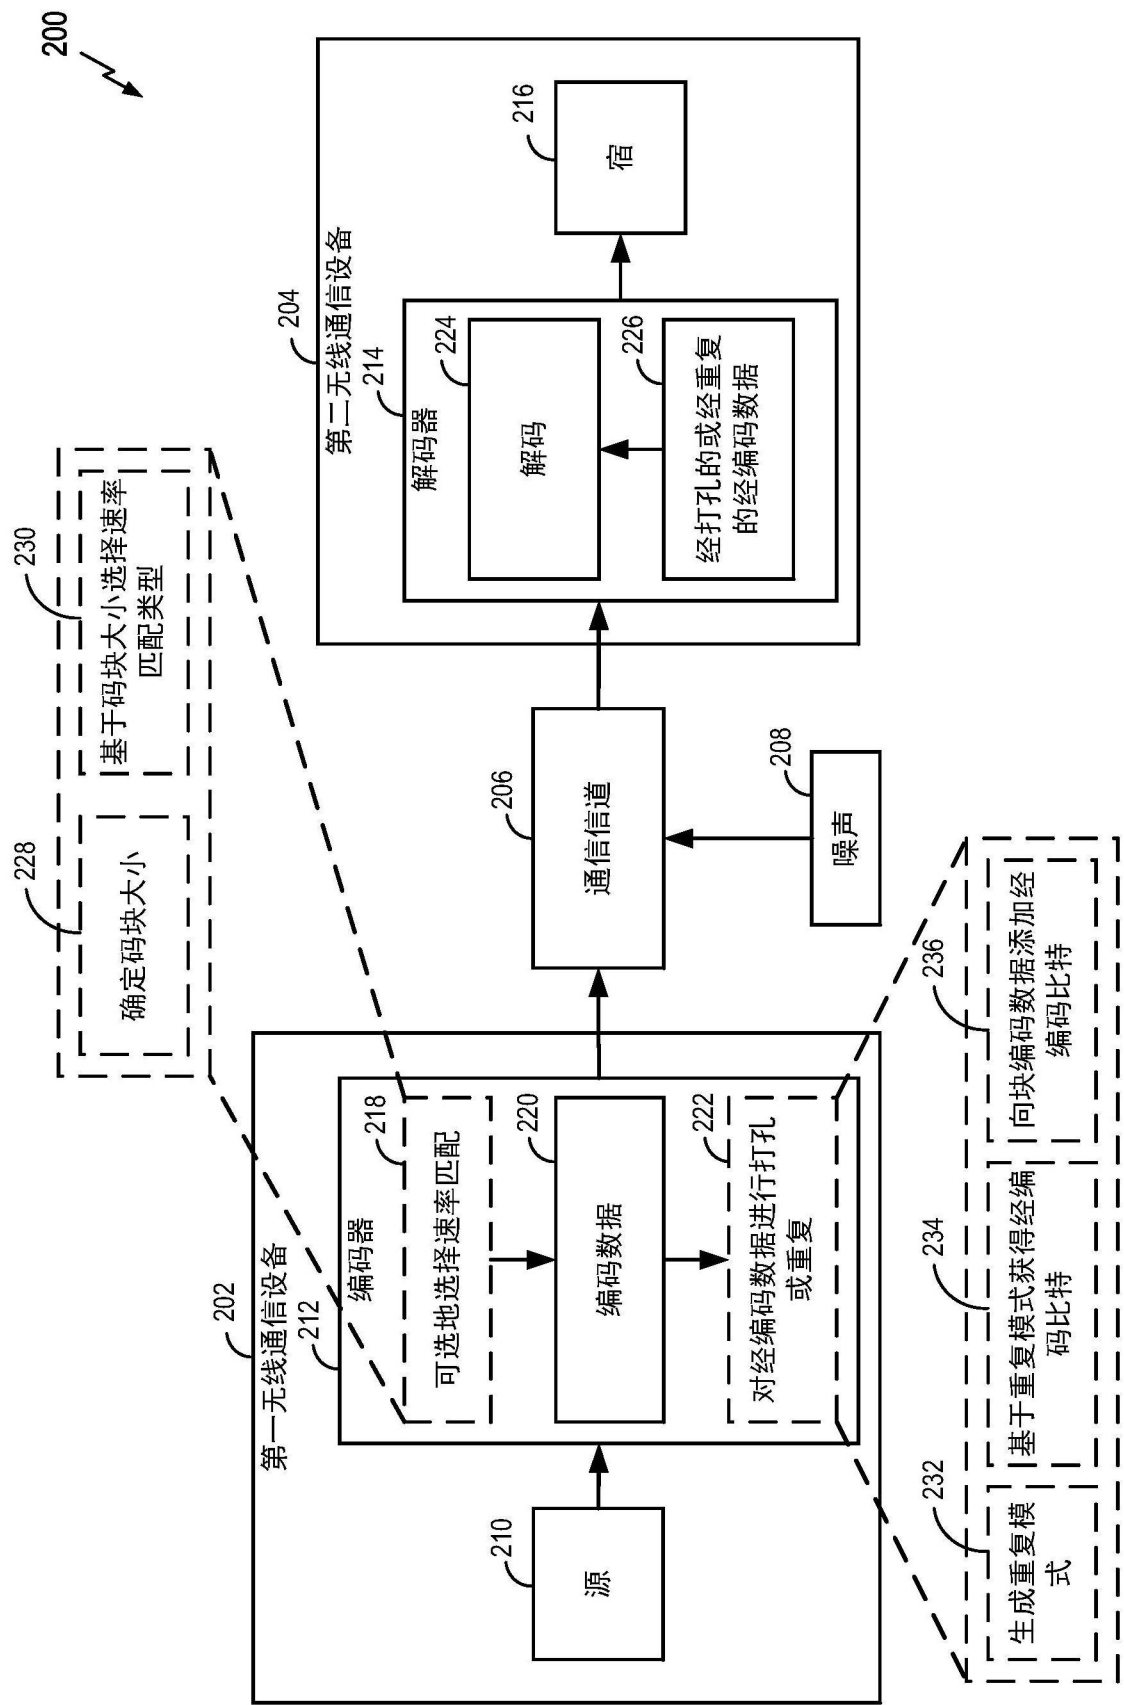 200
230
基于码块大小选择速率
匹配类型
228
确定码块大小
202
第一无线通信设备
212
编码器
218
可选地选择速率匹配
220
编码数据
222
对经编码数据进行打孔
或重复
210
源
206
通信信道
208
噪声
204
第二无线通信设备
214
解码器
224
解码
226
经打孔的或经重复
的经编码数据
216
宿
232
生成重复模
式
234
基于重复模式获得经编
码比特
236
向块编码数据添加经
编码比特